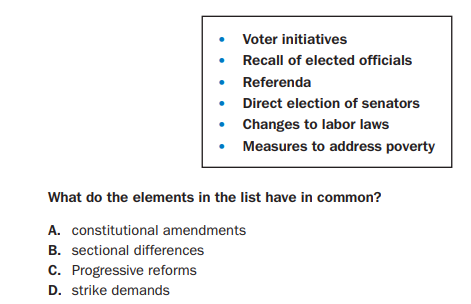 • Voter initiatives
• Recall of elected officials
• Referenda
• Direct election of senators
• Changes to labor laws
• Measures to address poverty
What do the elements in the list have in common?
A. constitutional amendments
B. sectional differences
C. Progressive reforms
D. strike demands